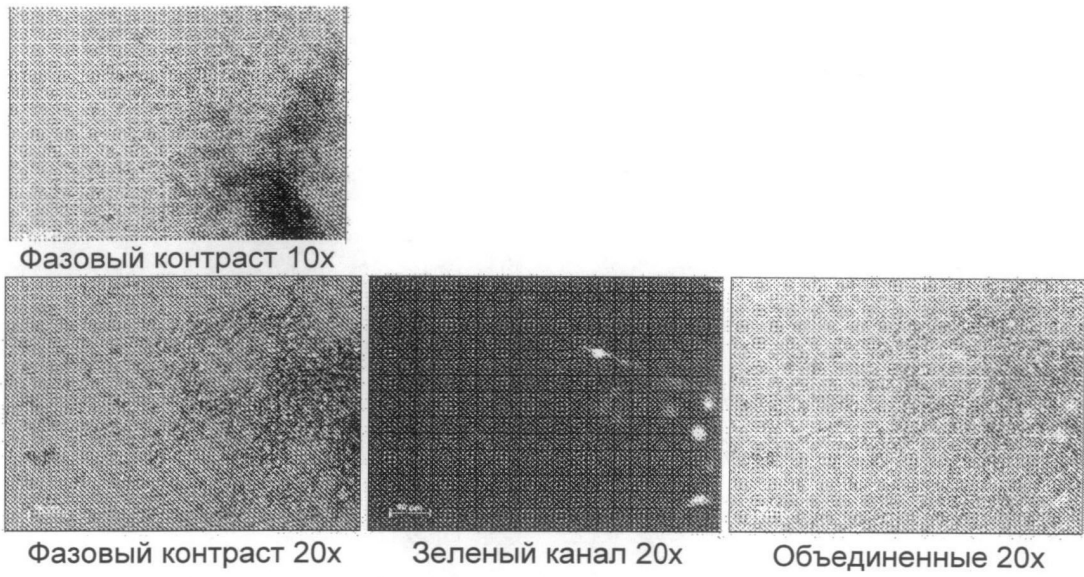 Фазовый контраст 10x
Фазовый контраст 20x
Зеленый канал 20x
Объединенные 20x